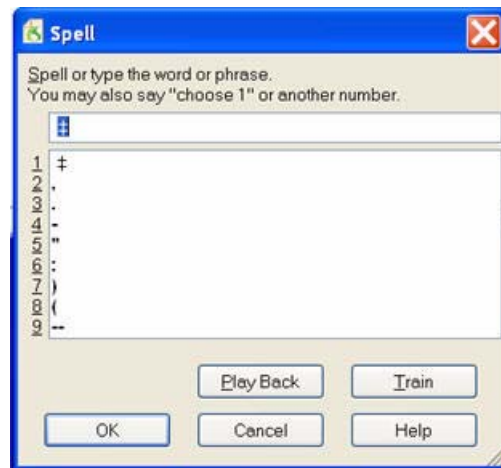 Spell
Spell or type the word or phrase.
You may also say "choose 1" or another number.
‡
1 ‡
2 ,
3 .
4 -
5 "
6 :
7 )
8 (
9 --
Play Back Train
OK Cancel Help